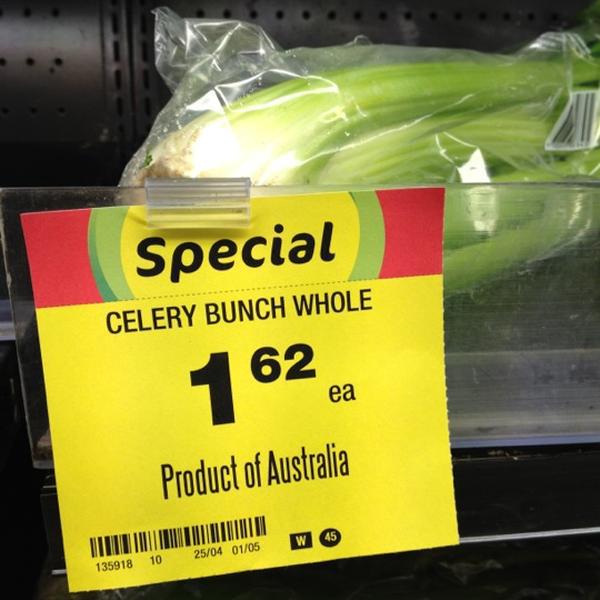 Special
CELERY BUNCH WHOLE
1 62 ea
Product of Australia
135918 10 25/04 01/05 W 45